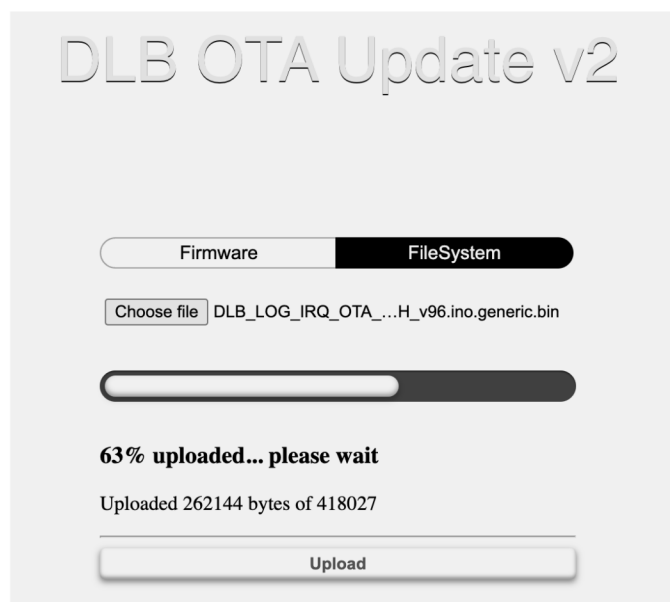 DLB OTA Update v2
Firmware FileSystem
Choose file DLB_LOG_IRQ_OTA_…H_v96.ino.generic.bin
63% uploaded... please wait
Uploaded 262144 bytes of 418027
Upload